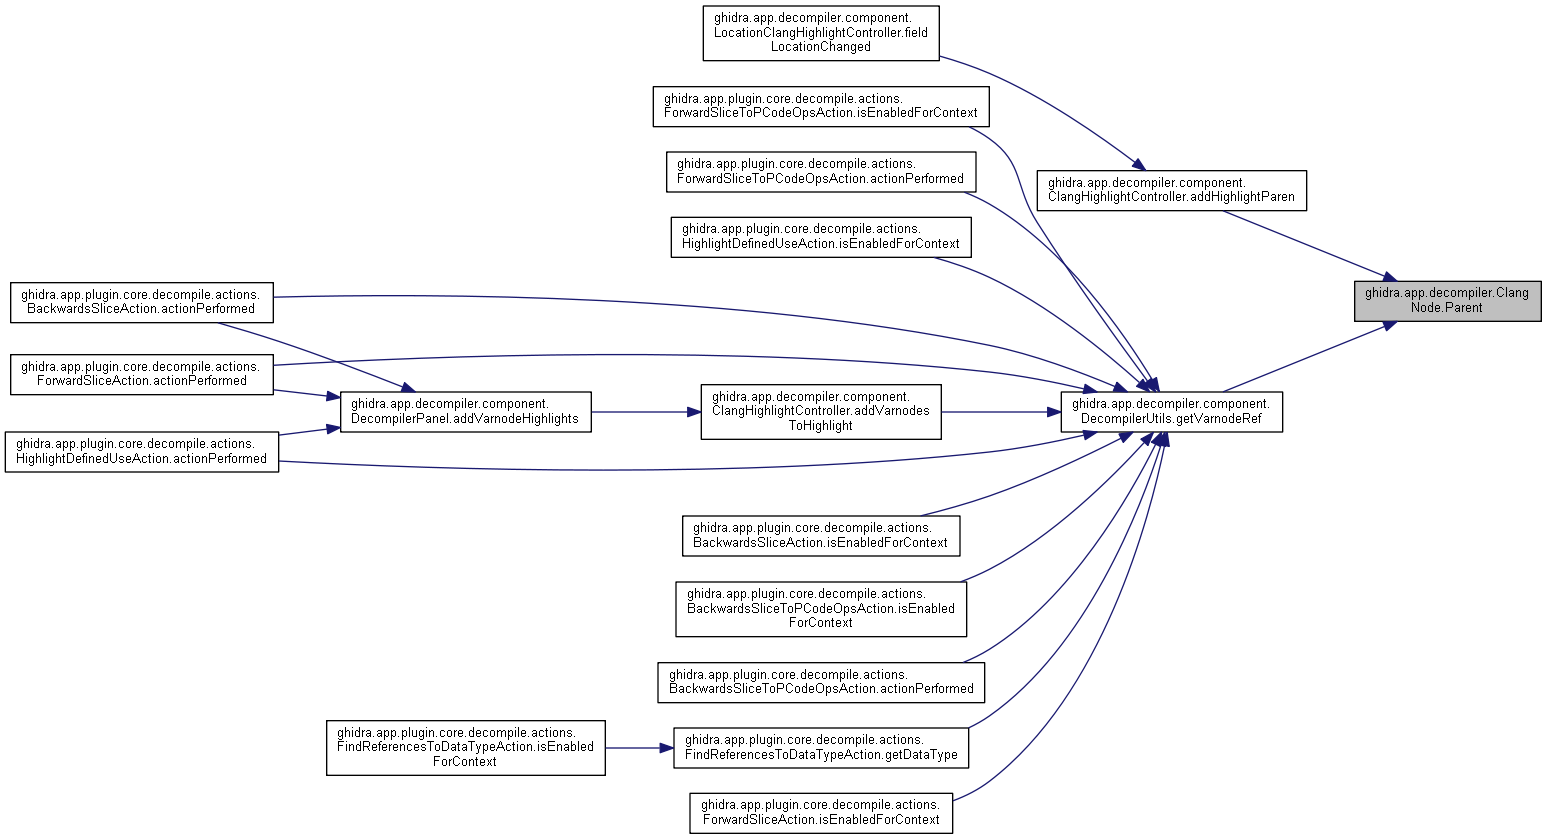 ghidra.app.decompiler.component.
LocationClangHighlightController.field
LocationChanged
ghidra.app.plugin.core.decompile.actions.
ForwardSliceToPCodeOpsAction.isEnabledForContext
ghidra.app.plugin.core.decompile.actions.
ForwardSliceToPCodeOpsAction.actionPerformed
ghidra.app.decompiler.component.
ClangHighlightController.addHighlightParen
ghidra.app.plugin.core.decompile.actions.
HighlightDefinedUseAction.isEnabledForContext
ghidra.app.plugin.core.decompile.actions.
BackwardsSliceAction.actionPerformed
ghidra.app.decompiler.Clang
Node.Parent
ghidra.app.plugin.core.decompile.actions.
ForwardSliceAction.actionPerformed
ghidra.app.decompiler.component.
DecompilerPanel.addVarnodeHighlights
ghidra.app.decompiler.component.
ClangHighlightController.addVarnodes
ToHighlight
ghidra.app.decompiler.component.
DecompilerUtils.getVarnodeRef
ghidra.app.plugin.core.decompile.actions.
HighlightDefinedUseAction.actionPerformed
ghidra.app.plugin.core.decompile.actions.
BackwardsSliceAction.isEnabledForContext
ghidra.app.plugin.core.decompile.actions.
BackwardsSliceToPCodeOpsAction.isEnabled
ForContext
ghidra.app.plugin.core.decompile.actions.
BackwardsSliceToPCodeOpsAction.actionPerformed
ghidra.app.plugin.core.decompile.actions.
FindReferencesToDataTypeAction.isEnabled
ForContext
ghidra.app.plugin.core.decompile.actions.
FindReferencesToDataTypeAction.getDataType
ghidra.app.plugin.core.decompile.actions.
ForwardSliceAction.isEnabledForContext